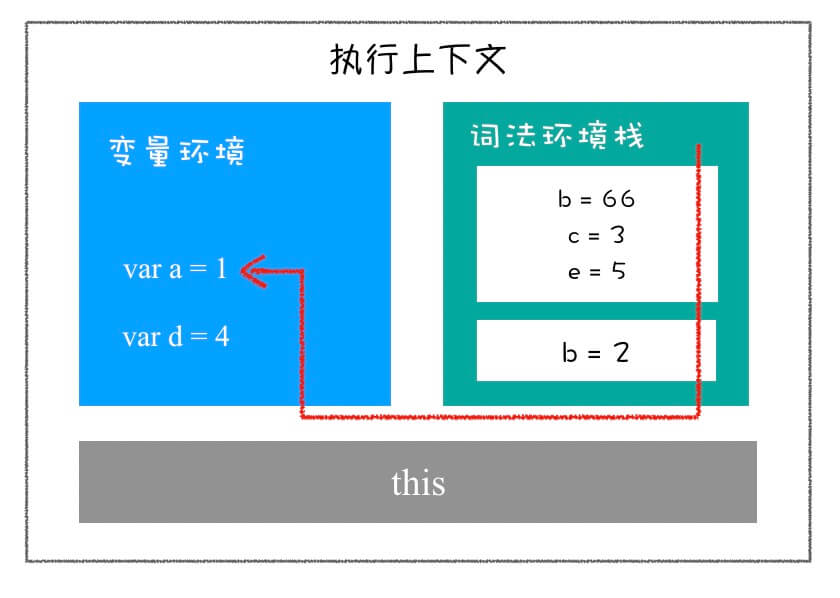 执行上下文
变量环境
var a = 1
var d = 4
词法环境栈
b = 66
c = 3
e = 5
b = 2
this